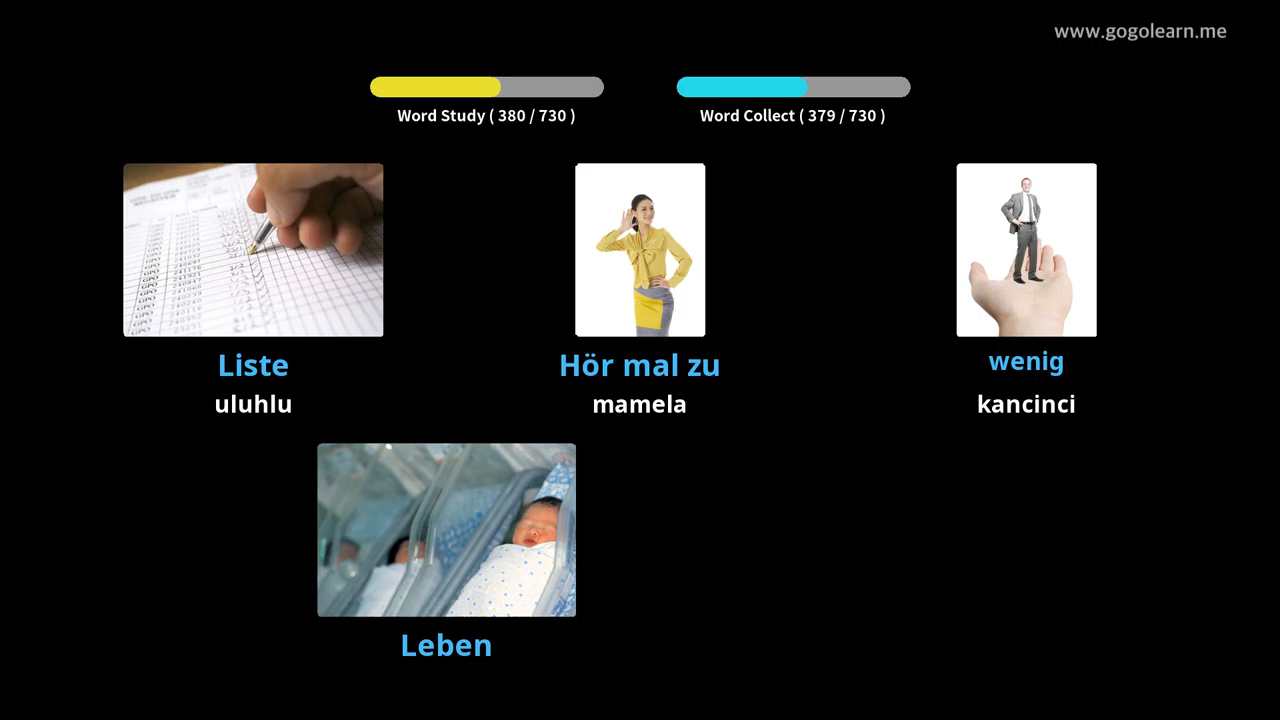 www.gogolearn.me
Word Study ( 380 / 730 )
Word Collect ( 379 / 730 )
Liste
uluhlu
Hör mal zu
mamela
wenig
kancinci
Leben